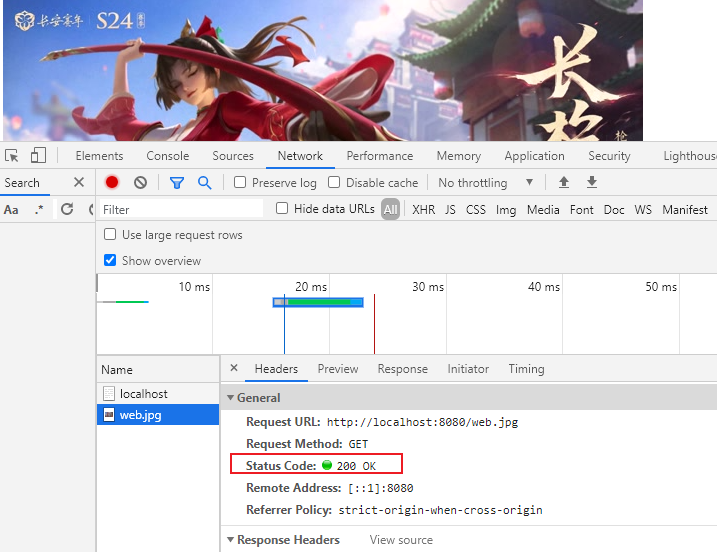 长安赛年 S24 赛季
长枪
枪
Elements Console Sources Network Performance Memory Application Security Lighthous
Search × Preserve log Disable cache No throttling ▼
Aa .* Filter Hide data URLs All XHR JS CSS Img Media Font Doc WS Manifest
Use large request rows
Show overview
10 ms 20 ms 30 ms 40 ms 50 ms
Name × Headers Preview Response Initiator Timing
localhost
web.jpg
▼ General
Request URL: http://localhost:8080/web.jpg
Request Method: GET
Status Code: 200 OK
Remote Address: [::1]:8080
Referrer Policy: strict-origin-when-cross-origin
▼ Response Headers View source